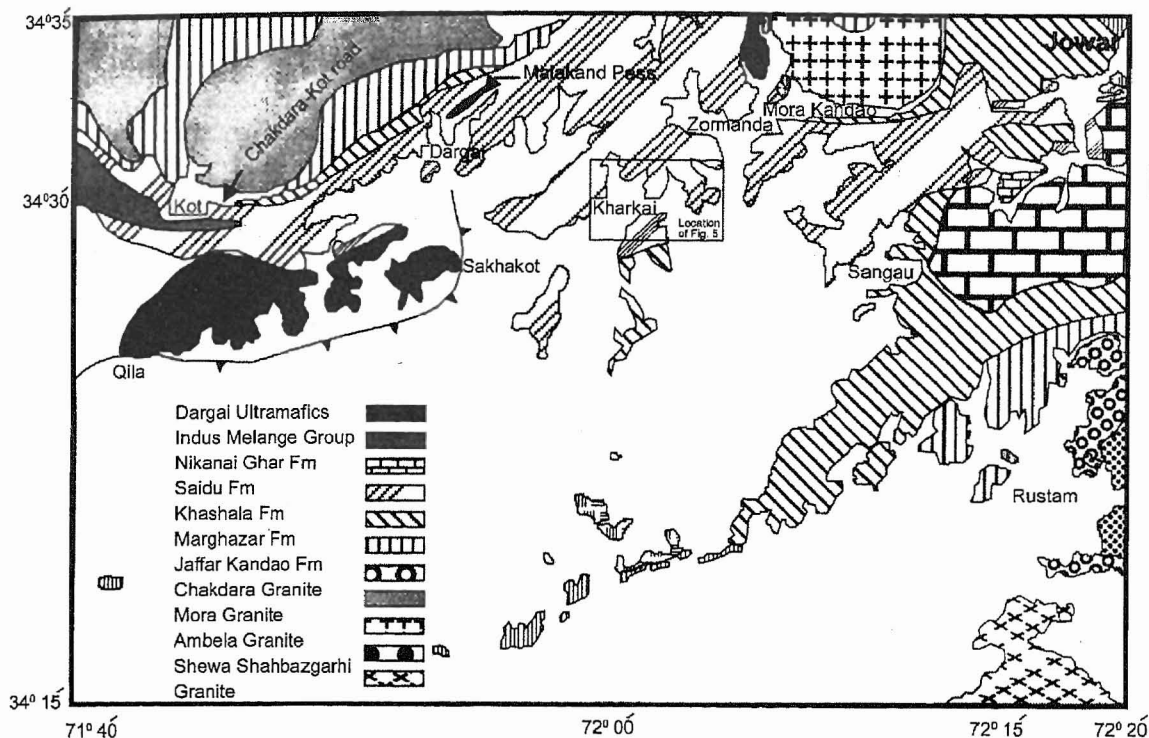 34° 35'
Jowar
Chakdara-Kot road
Malakand Pass
Mora Kandao
Zormanda
Dargai
34° 30'
Kot
Kharkai
Location
of Fig. 5
Sangau
Sakhakot
Qila
Dargai Ultramafics
Indus Melange Group
Nikanai Ghar Fm
Saidu Fm
Khashala Fm
Marghazar Fm
Jaffar Kandao Fm
Chakdara Granite
Mora Granite
Ambela Granite
Shewa Shahbazgarhi
Granite
Rustam
34° 15'
71° 40'
72° 00'
72° 15'
72° 20'